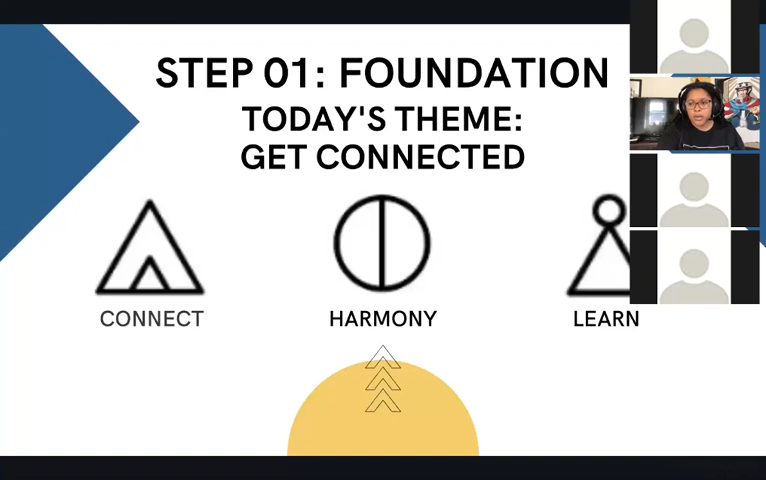 STEP 01: FOUNDATION
TODAY'S THEME:
GET CONNECTED
CONNECT
HARMONY
LEARN